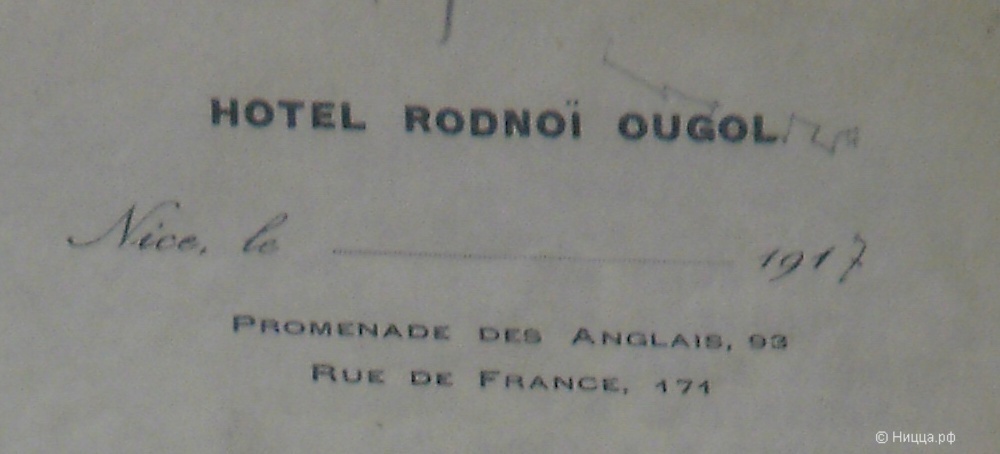 HOTEL RODNOÏ OUGOL
Nice, le 1917
PROMENADE DES ANGLAIS, 93
RUE DE FRANCE, 171
© Ницца.рф